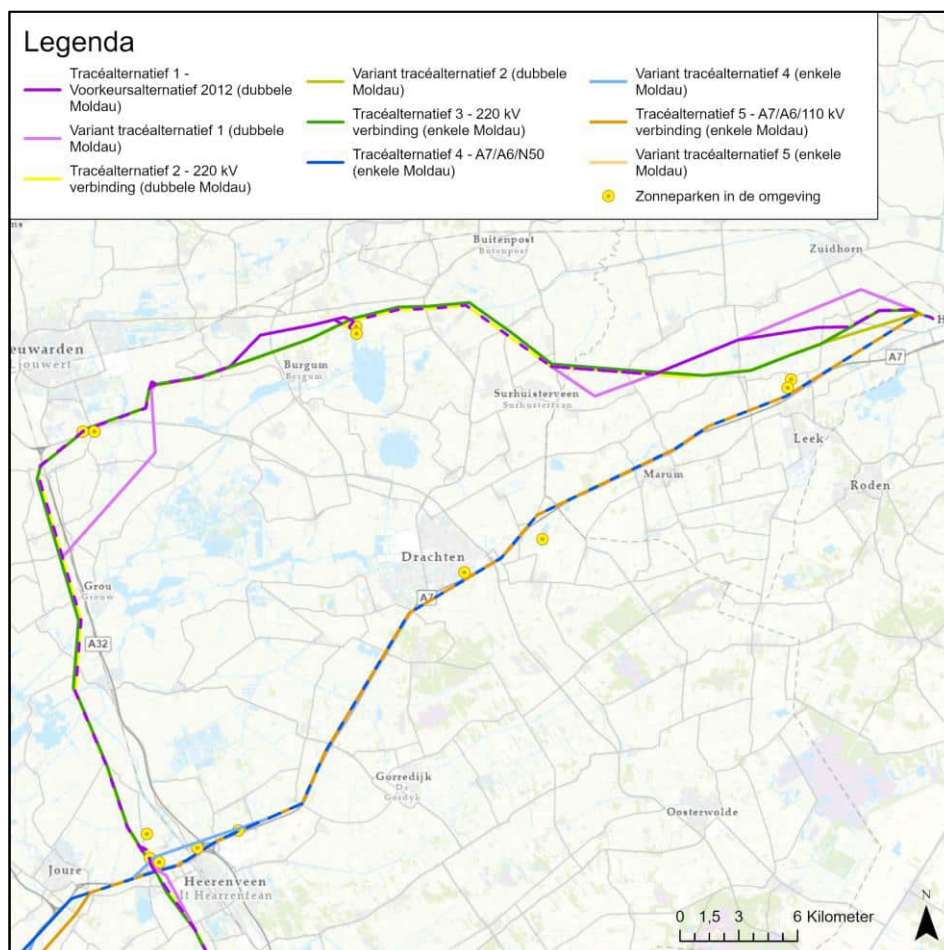 Legenda
Tracéalternatief 1 -
Voorkeursalternatief 2012 (dubbele
Moldau)
Variant tracéalternatief 1 (dubbele
Moldau)
Tracéalternatief 2 - 220 kV
verbinding (dubbele Moldau)
Variant tracéalternatief 2 (dubbele
Moldau)
Tracéalternatief 3 - 220 kV
verbinding (enkele Moldau)
Tracéalternatief 4 - A7/A6/N50
(enkele Moldau)
Variant tracéalternatief 4 (enkele
Moldau)
Tracéalternatief 5 - A7/A6/110 kV
verbinding (enkele Moldau)
Variant tracéalternatief 5 (enkele
Moldau)
Zonneparken in de omgeving
ns
Buitenpost
Butenpost
Zuidhorn
H
A7
euwarden
Ljouwert
Burgum
Bergum
Surhuisterveen
Surhusterfean
Leek
Marum
Roden
Drachten
A7
Grou
Grouw
A32
Gorredijk
De
Gordyk
Oosterwolde
Joure
Heerenveen
It Hearrenfean
N
0 1,5 3 6 Kilometer